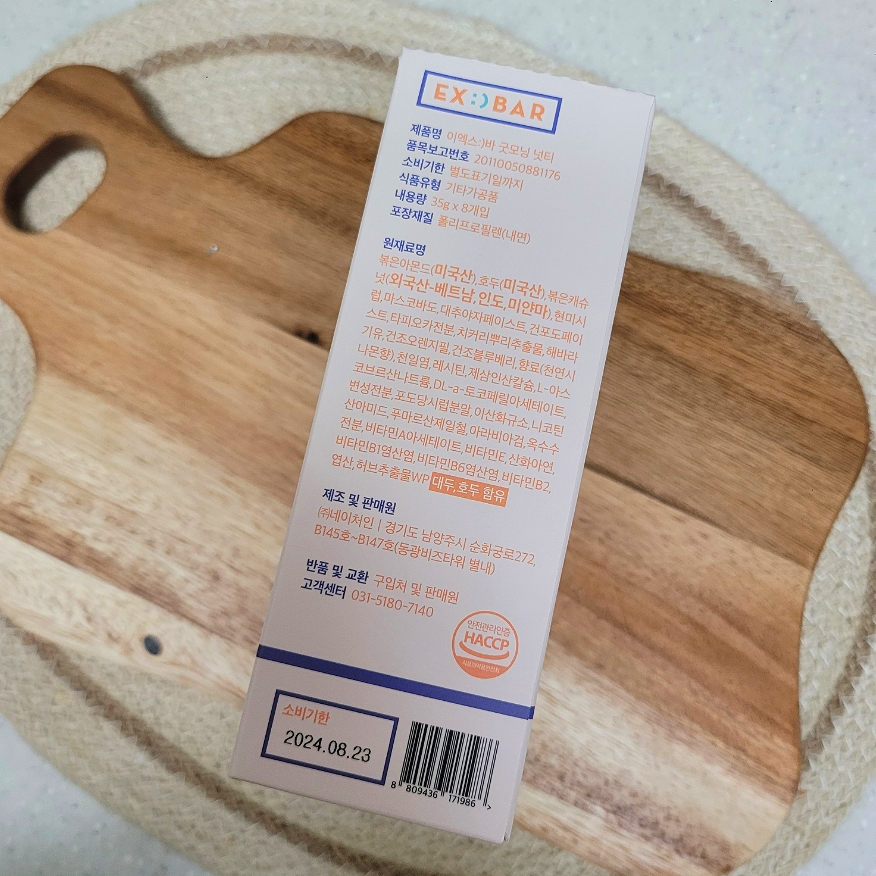 EX:)BAR
제품명 이엑스:)바 굿모닝 넛티
품목보고번호 20110050881176
소비기한 별도표기일까지
식품유형 기타가공품
내용량 35g x 8개입
포장재질 폴리프로필렌(내면)
원재료명
볶은아몬드(미국산),호두(미국산),볶은캐슈
넛(외국산-베트남,인도,미얀마),현미시
럽,마스코바도,대추야자페이스트,건포도페이
스트,타피오카전분,치커리뿌리추출물,해바라
기유,건조오렌지필,건조블루베리,향료(천연시
나몬향),천일염,레시틴,제삼인산칼슘,L-아스
코브르산나트륨,DL-a-토코페릴아세테이트,
변성전분,포도당시럽분말,이산화규소,니코틴
산아미드,푸마르산제일철,아라비아검,옥수수
전분,비타민A아세테이트,비타민E,산화아연,
비타민B1염산염,비타민B6염산염,비타민B2,
엽산,허브추출물WP 대두,호두 함유
제조 및 판매원
㈜네이처인 | 경기도 남양주시 순화궁로272,
B145호~B147호(동광비즈타워 별내)
반품 및 교환 구입처 및 판매원
고객센터 031-5180-7140
안전관리인증
HACCP
식품의약품안전처
소비기한
2024.08.23
8 809436 171986 >